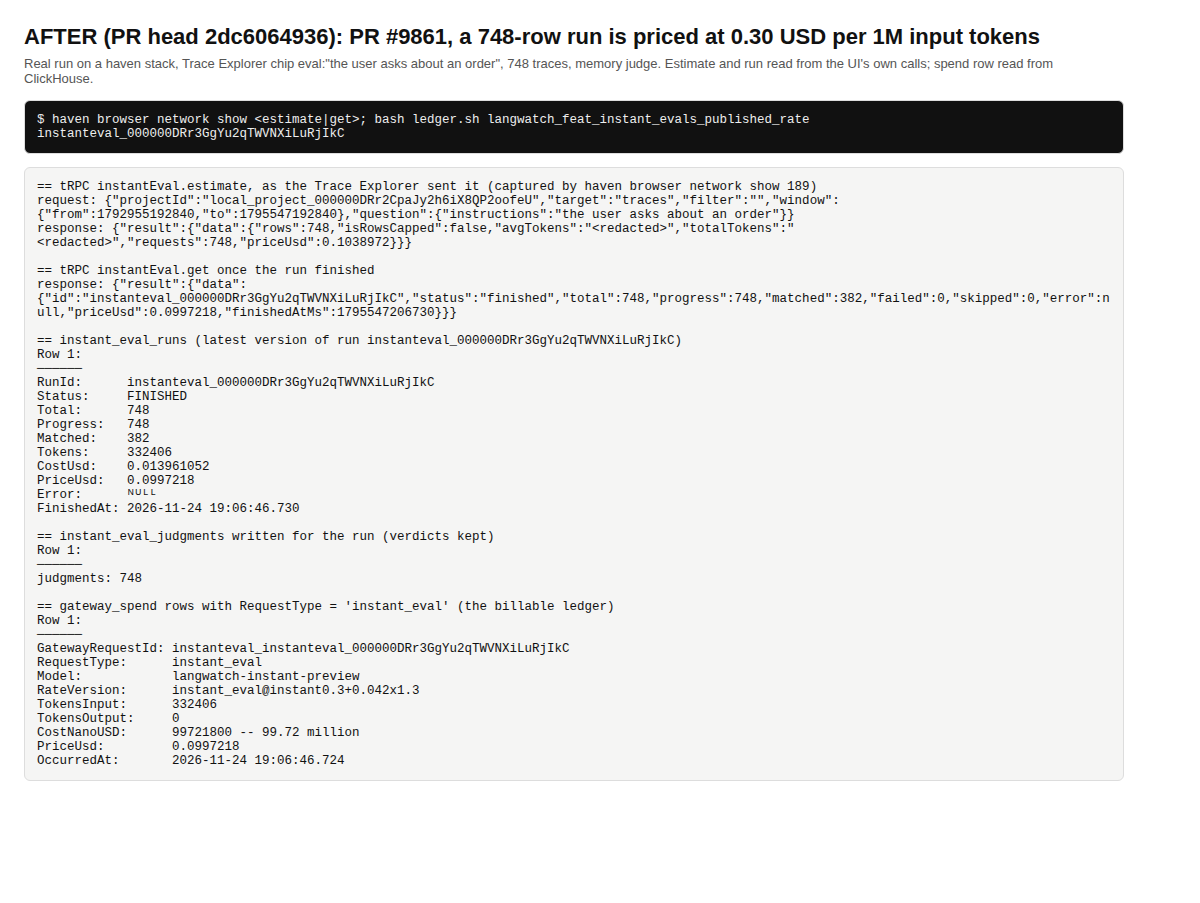 AFTER (PR head 2dc6064936): PR #9861, a 748-row run is priced at 0.30 USD per 1M input tokens
Real run on a haven stack, Trace Explorer chip eval:"the user asks about an order", 748 traces, memory judge. Estimate and run read from the UI's own calls; spend row read from
ClickHouse.
$ haven browser network show <estimate|get>; bash ledger.sh langwatch_feat_instant_evals_published_rate
instanteval_000000DRr3GgYu2qTWVNXiLuRjIkC
== tRPC instantEval.estimate, as the Trace Explorer sent it (captured by haven browser network show 189)
request: {"projectId":"local_project_000000DRr2CpaJy2h6iX8QP2oofeU","target":"traces","filter":"","window":
{"from":1792955192840,"to":1795547192840},"question":{"instructions":"the user asks about an order"}}
response: {"result":{"data":{"rows":748,"isRowsCapped":false,"avgTokens":"<redacted>","totalTokens":"
<redacted>","requests":748,"priceUsd":0.1038972}}}
== tRPC instantEval.get once the run finished
response: {"result":{"data":
{"id":"instanteval_000000DRr3GgYu2qTWVNXiLuRjIkC","status":"finished","total":748,"progress":748,"matched":382,"failed":0,"skipped":0,"error":n
ull,"priceUsd":0.0997218,"finishedAtMs":1795547206730}}}
== instant_eval_runs (latest version of run instanteval_000000DRr3GgYu2qTWVNXiLuRjIkC)
Row 1:
──────
RunId:      instanteval_000000DRr3GgYu2qTWVNXiLuRjIkC
Status:     FINISHED
Total:      748
Progress:   748
Matched:    382
Tokens:     332406
CostUsd:    0.013961052
PriceUsd:   0.0997218
Error:      ᴺᵁᴸᴸ
FinishedAt: 2026-11-24 19:06:46.730
== instant_eval_judgments written for the run (verdicts kept)
Row 1:
──────
judgments: 748
== gateway_spend rows with RequestType = 'instant_eval' (the billable ledger)
Row 1:
──────
GatewayRequestId: instanteval_instanteval_000000DRr3GgYu2qTWVNXiLuRjIkC
RequestType:      instant_eval
Model:            langwatch-instant-preview
RateVersion:      instant_eval@instant0.3+0.042x1.3
TokensInput:      332406
TokensOutput:     0
CostNanoUSD:      99721800 -- 99.72 million
PriceUsd:         0.0997218
OccurredAt:       2026-11-24 19:06:46.724